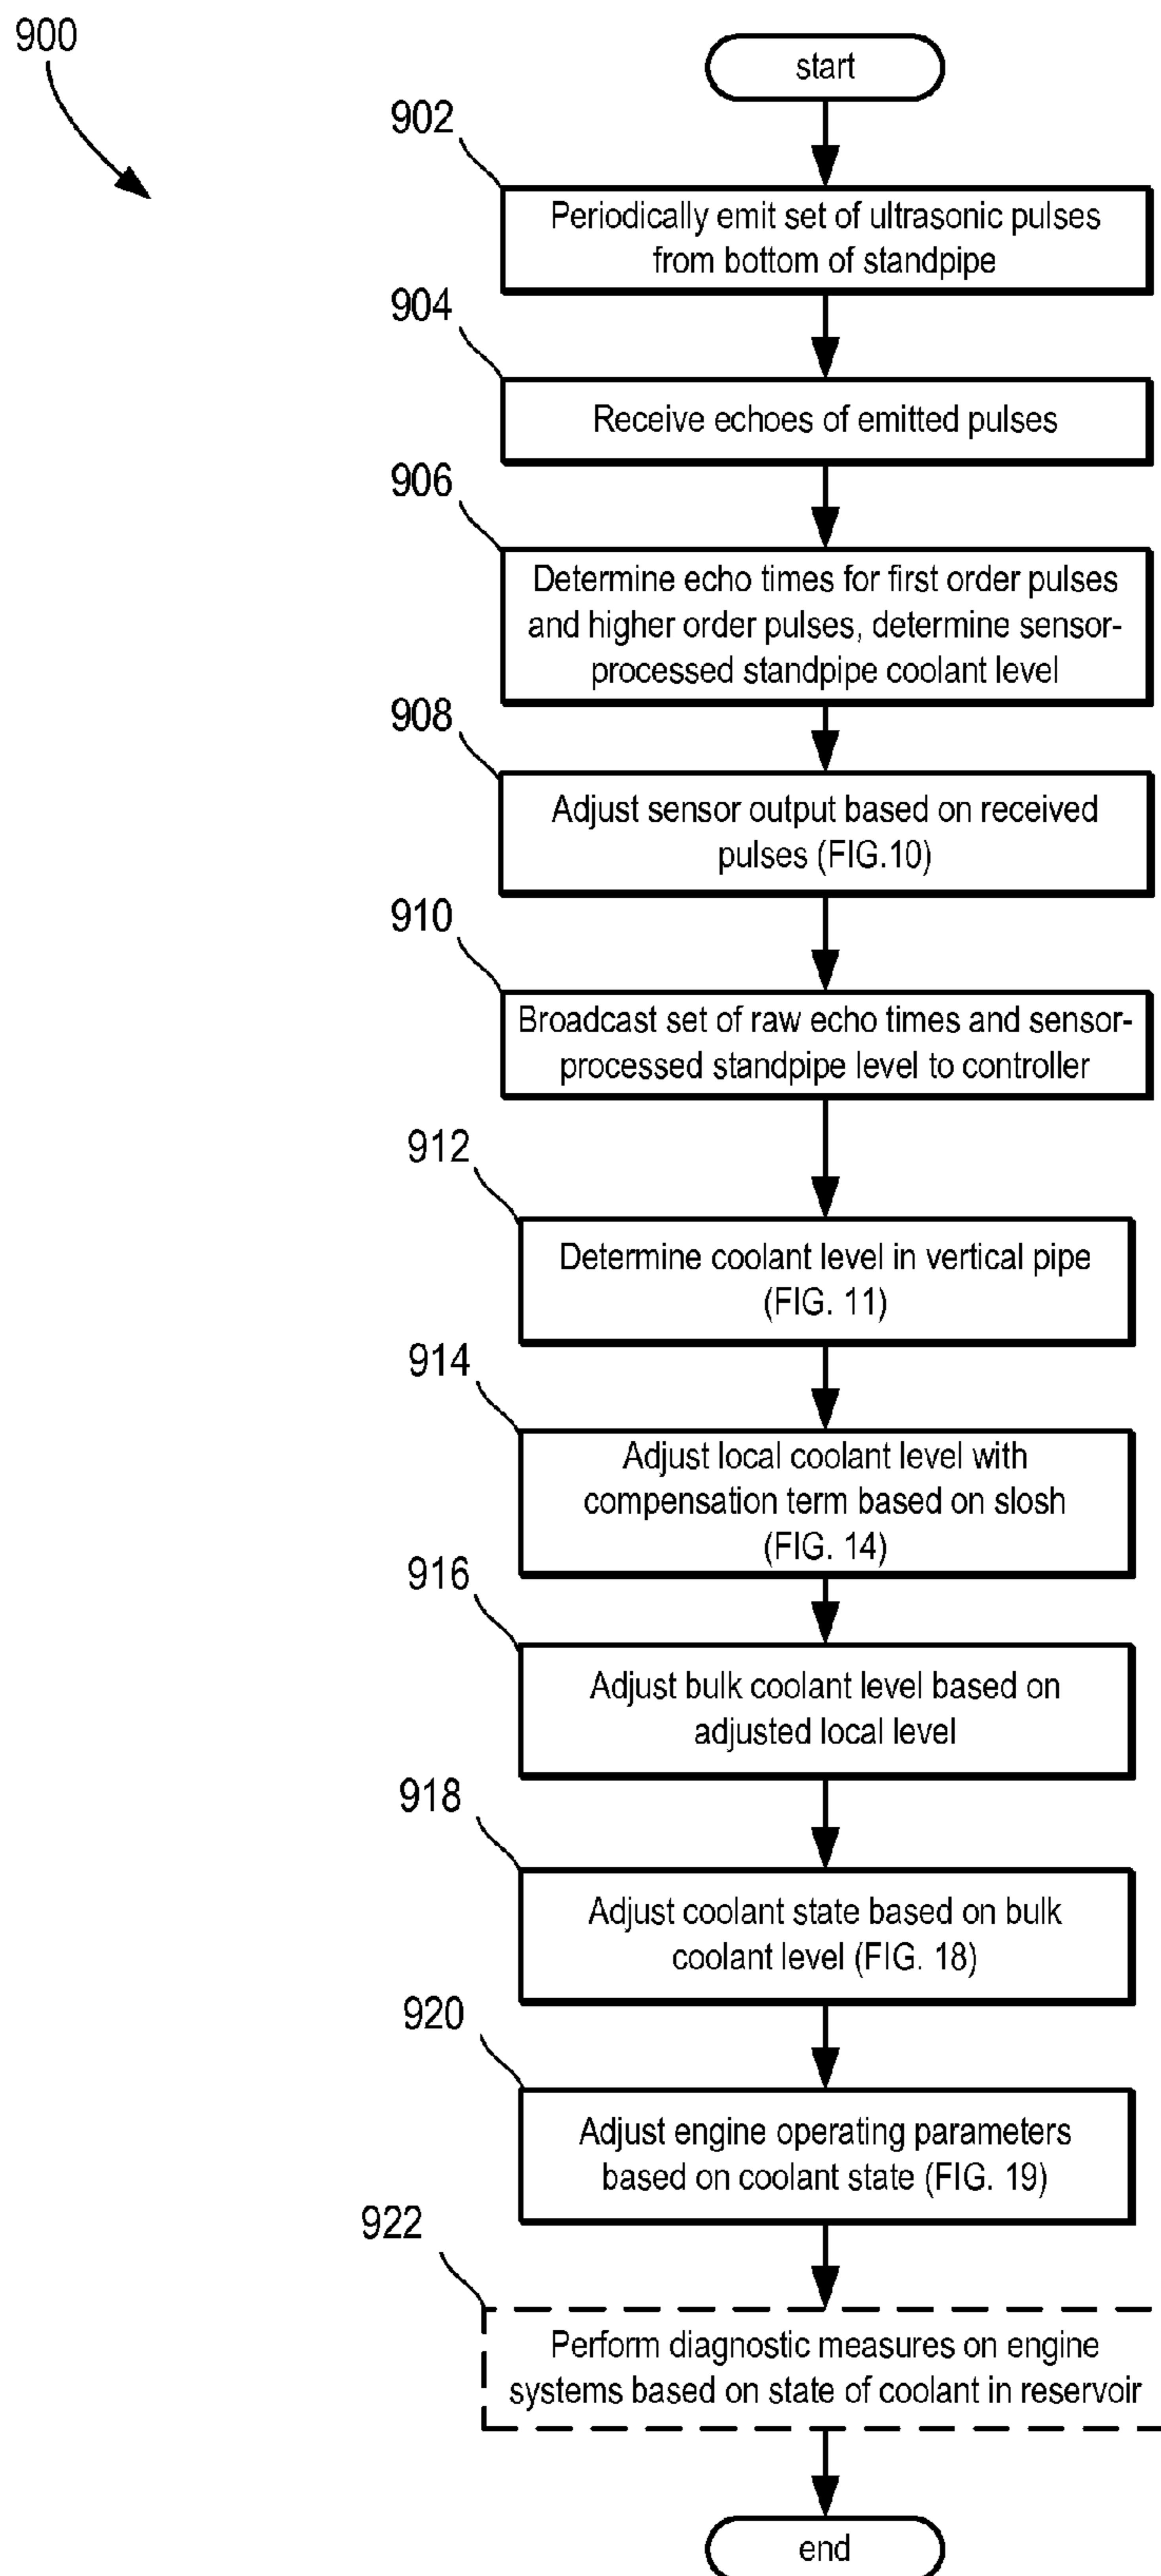 900
start
902
Periodically emit set of ultrasonic pulses
from bottom of standpipe
904
Receive echoes of emitted pulses
906
Determine echo times for first order pulses
and higher order pulses, determine sensor-
processed standpipe coolant level
908
Adjust sensor output based on received
pulses (FIG.10)
910
Broadcast set of raw echo times and sensor-
processed standpipe level to controller
912
Determine coolant level in vertical pipe
(FIG. 11)
914
Adjust local coolant level with
compensation term based on slosh
(FIG. 14)
916
Adjust bulk coolant level based on
adjusted local level
918
Adjust coolant state based on bulk
coolant level (FIG. 18)
920
Adjust engine operating parameters
based on coolant state (FIG. 19)
922
Perform diagnostic measures on engine
systems based on state of coolant in reservoir
end